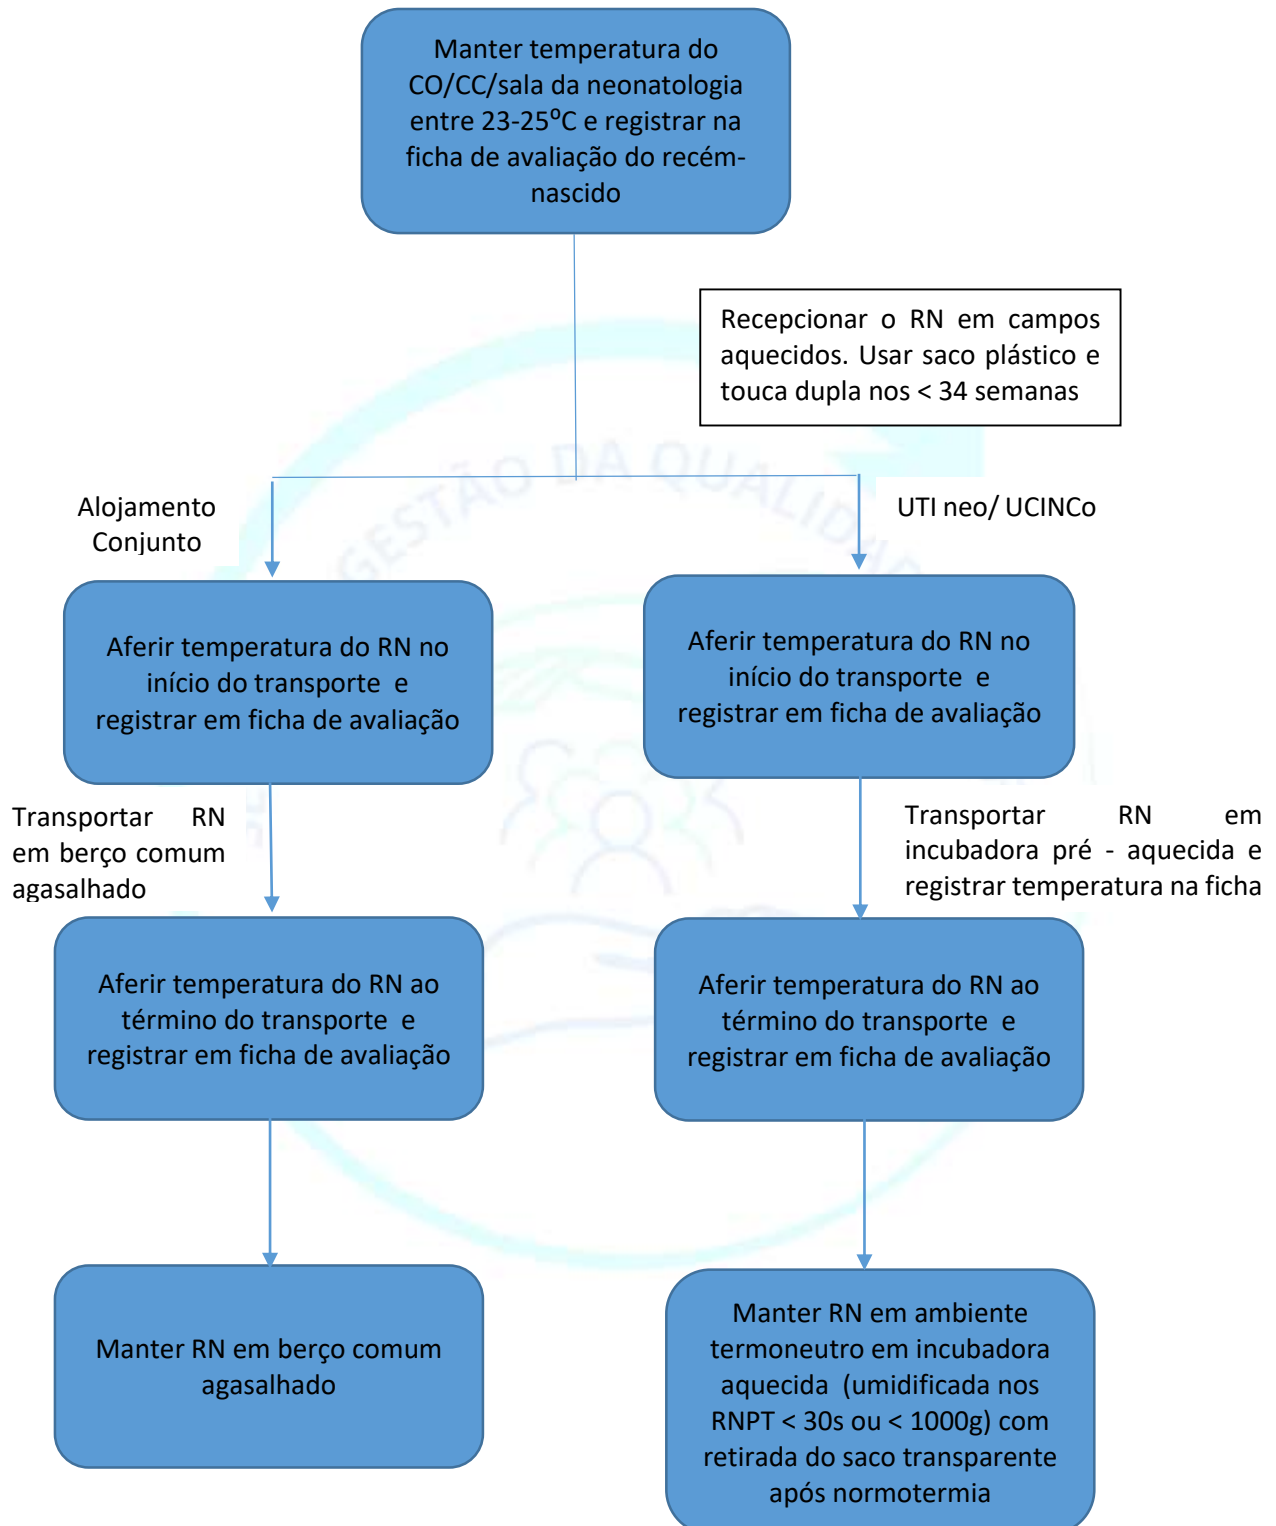 Manter temperatura do
CO/CC/sala da neonatologia
entre 23-25⁰C e registrar na
ficha de avaliação do recém-
nascido
Recepcionar o RN em campos
aquecidos. Usar saco plástico e
touca dupla nos < 34 semanas
GESTÃO DA QUALIDAD
Alojamento
Conjunto
UTI neo/ UCINCo
Aferir temperatura do RN no
início do transporte e
registrar em ficha de avaliação
Aferir temperatura do RN no
início do transporte e
registrar em ficha de avaliação
Transportar RN
em berço comum
agasalhado
Transportar RN em
incubadora pré - aquecida e
registrar temperatura na ficha
Aferir temperatura do RN ao
término do transporte e
registrar em ficha de avaliação
Aferir temperatura do RN ao
término do transporte e
registrar em ficha de avaliação
Manter RN em berço comum
agasalhado
Manter RN em ambiente
termoneutro em incubadora
aquecida (umidificada nos
RNPT < 30s ou < 1000g) com
retirada do saco transparente
após normotermia